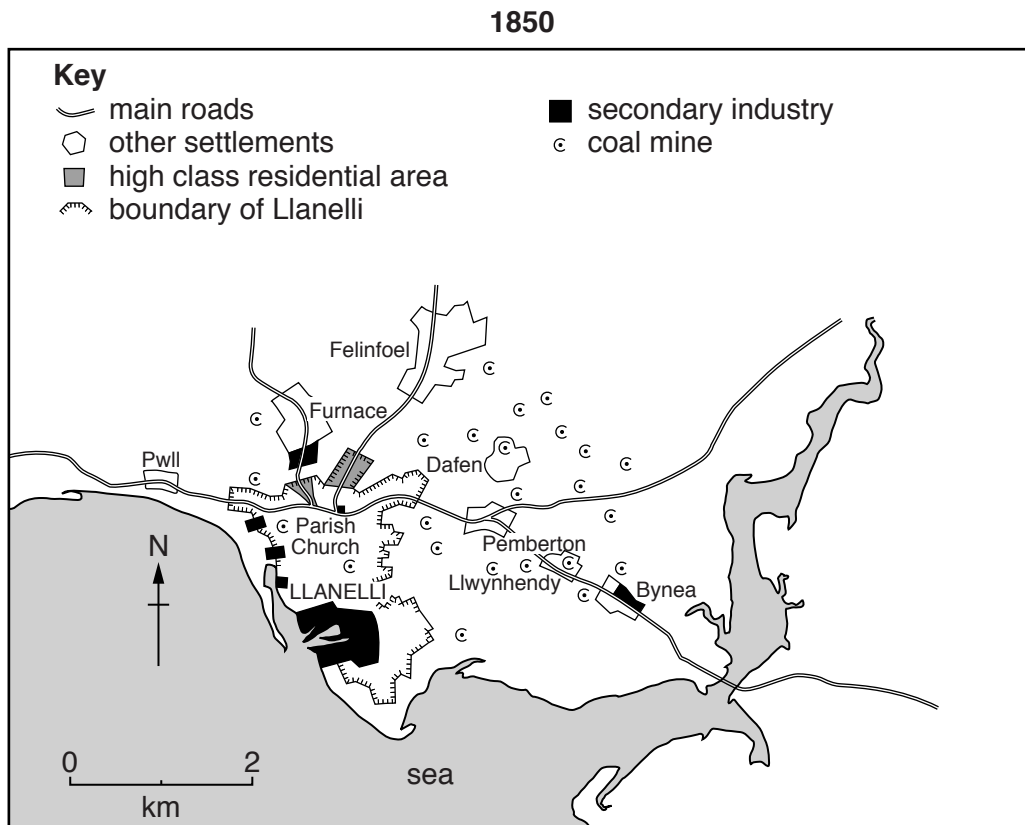 1850
Key
main roads
other settlements
high class residential area
boundary of Llanelli
secondary industry
coal mine
Felinfoel
Furnace
Pwll
Dafen
Parish
Church
Pemberton
N
Llwynhendy
Bynea
LLANELLI
0 2
km
sea